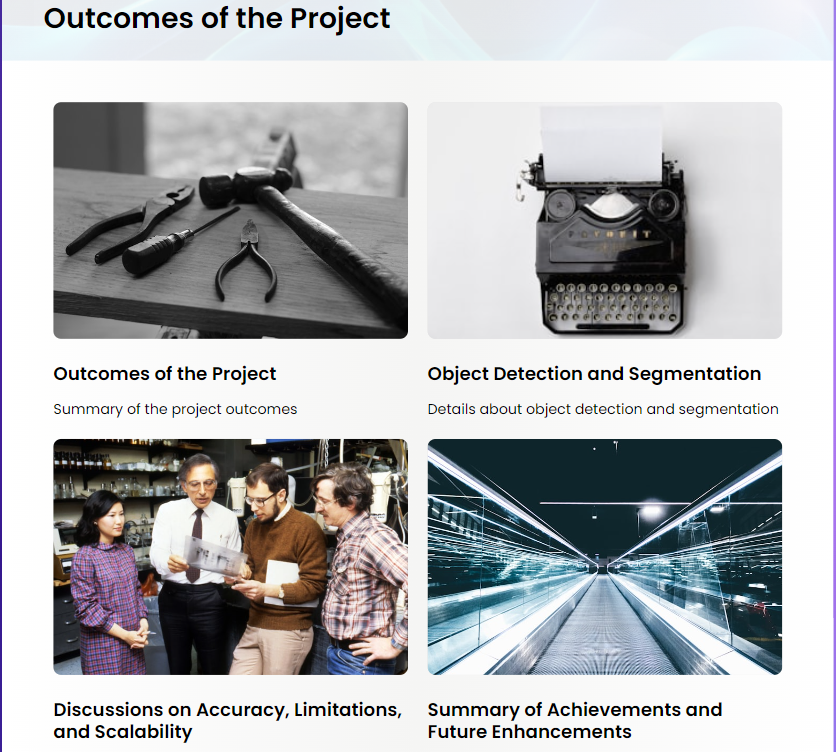 Outcomes of the Project
Outcomes of the Project
Object Detection and Segmentation
Summary of the project outcomes
Details about object detection and segmentation
Discussions on Accuracy, Limitations,
and Scalability
Summary of Achievements and
Future Enhancements